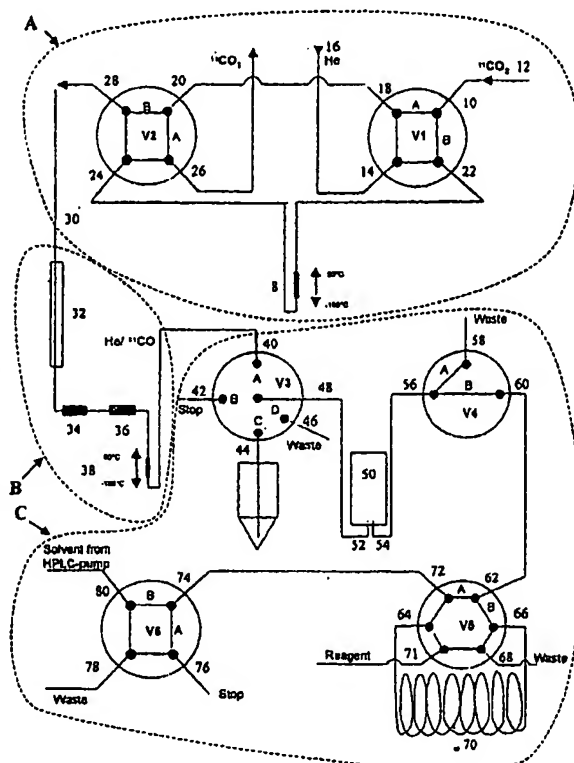 A
28
20
¹¹CO₂
16
He
18
¹¹CO₂ 12
10
B
V2
A
A
V1
B
24
26
14
22
30
8
32
He/ ¹¹CO
40
Waste
58
A
V3
42
B
48
D
46
Stop
C
Waste
44
A
56
B
60
V4
34
36
38
50
B
52
54
C
Solvent from
HPLC-pump
74
80
B
V6
A
78
76
Waste
Stop
72
62
A
B
64
66
V5
71
68
Reagent
Waste
70